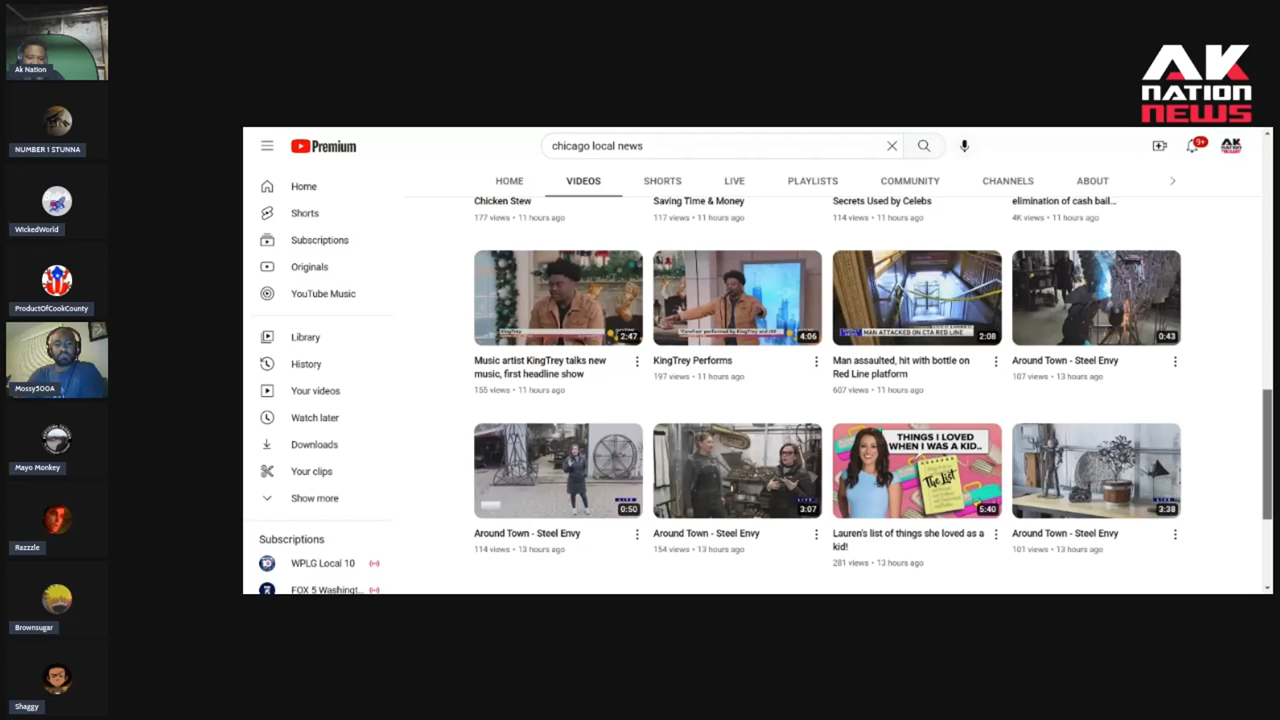 Ak Nation
NUMBER 1 STUNNA
WickedWorld
ProductOfCookCounty
Mossy500A
Mayo Monkey
Razzzle
Brownsugar
Shaggy
AK
NATION
NEWS
Premium
chicago local news
9+
HOME
VIDEOS
SHORTS
LIVE
PLAYLISTS
COMMUNITY
CHANNELS
ABOUT
Home
Shorts
Subscriptions
Originals
YouTube Music
Library
History
Your videos
Watch later
Downloads
Your clips
Show more
Subscriptions
WPLG Local 10
FOX 5 Washingt...
Chicken Stew
177 views • 11 hours ago
Saving Time & Money
117 views • 11 hours ago
Secrets Used by Celebs
114 views • 11 hours ago
elimination of cash bail...
4K views • 11 hours ago
KingTrey
2:47
Music artist KingTrey talks new
music, first headline show
155 views • 11 hours ago
4:06
KingTrey Performs
197 views • 11 hours ago
MAN ATTACKED ON CTA RED LINE
2:08
Man assaulted, hit with bottle on
Red Line platform
607 views • 11 hours ago
0:43
Around Town - Steel Envy
107 views • 13 hours ago
LIVE
0:50
Around Town - Steel Envy
114 views • 13 hours ago
LIVE
3:07
Around Town - Steel Envy
154 views • 13 hours ago
THINGS I LOVED
WHEN I WAS A KID..
The List
5:40
Lauren's list of things she loved as a
kid!
281 views • 13 hours ago
LIVE
3:38
Around Town - Steel Envy
101 views • 13 hours ago